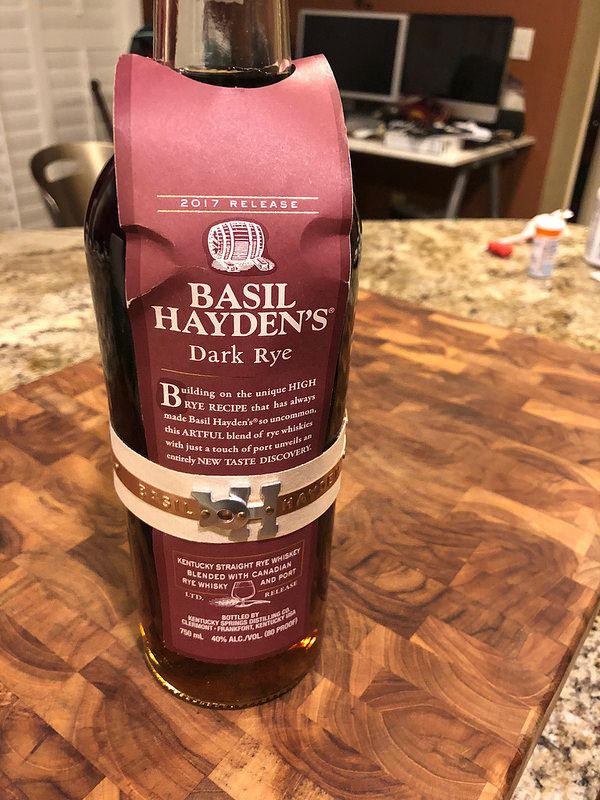 2017 RELEASE
BASIL
HAYDEN'S®
Dark Rye
Building on the unique HIGH
RYE RECIPE that has always
made Basil Hayden's® so uncommon,
this ARTFUL blend of rye whiskies
with just a touch of port unveils an
entirely NEW TASTE DISCOVERY.
BASIL H HAYDEN
KENTUCKY STRAIGHT RYE WHISKEY
BLENDED WITH CANADIAN
RYE WHISKY AND PORT
LTD. RELEASE
BOTTLED BY
KENTUCKY SPRINGS DISTILLING CO.
CLERMONT • FRANKFORT, KENTUCKY USA
750 mL 40% ALC./VOL. (80 PROOF)